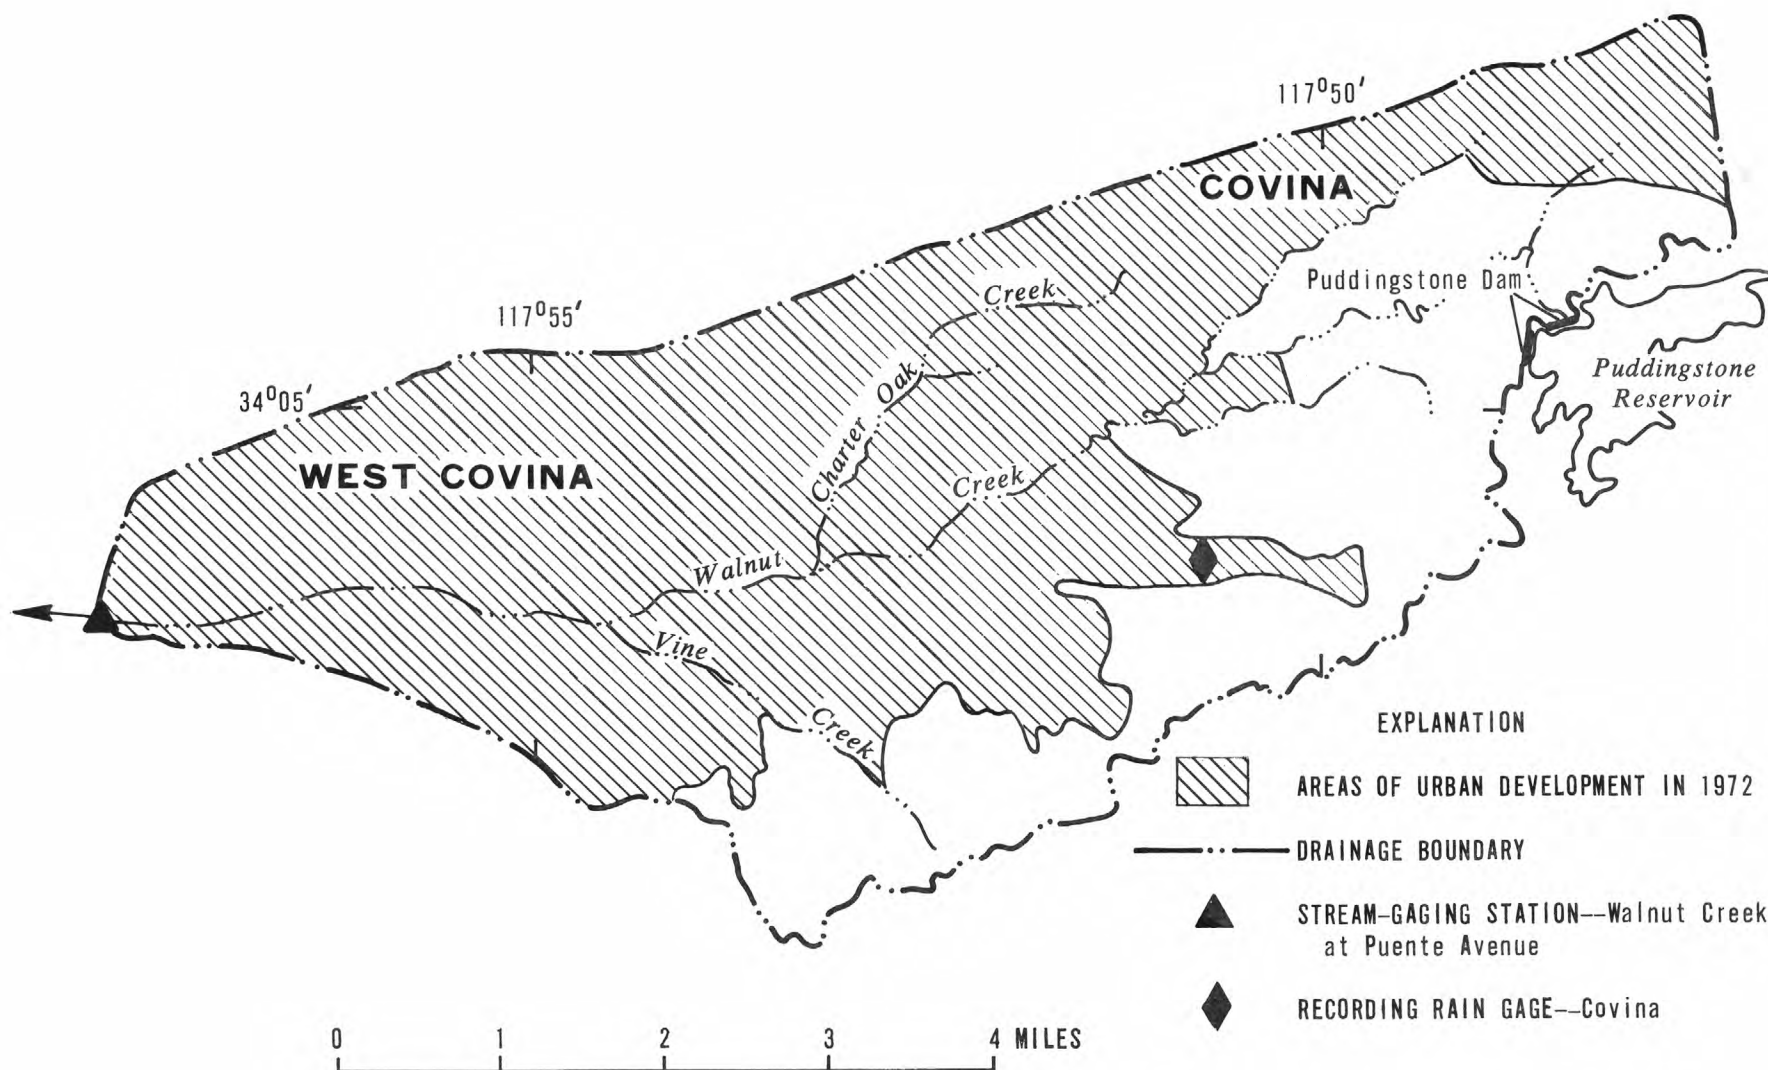 117°50′
COVINA
Puddingstone Dam
Creek
117°55′
Puddingstone
Reservoir
34°05′
Charter Oak
WEST COVINA
Creek
Walnut
Vine
Creek
EXPLANATION
AREAS OF URBAN DEVELOPMENT IN 1972
DRAINAGE BOUNDARY
STREAM-GAGING STATION--Walnut Creek
at Puente Avenue
RECORDING RAIN GAGE--Covina
0 1 2 3 4 MILES